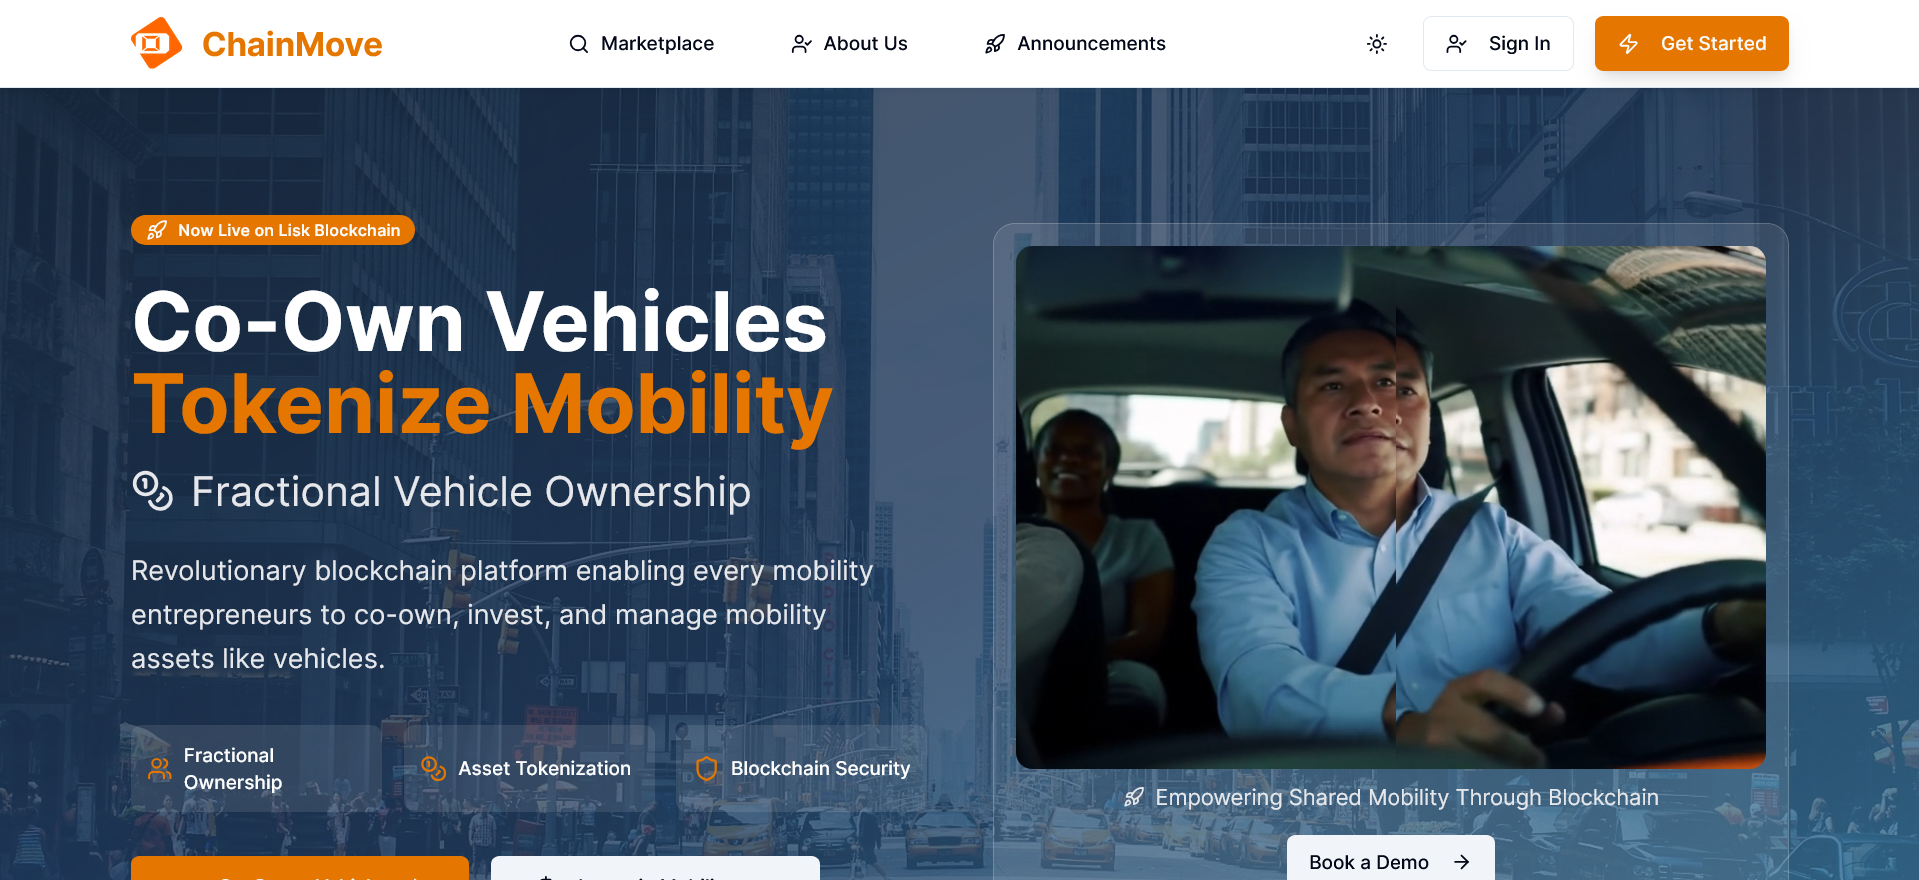 ChainMove
Marketplace
About Us
Announcements
Sign In
Get Started
Now Live on Lisk Blockchain
Co-Own Vehicles
Tokenize Mobility
Fractional Vehicle Ownership
Revolutionary blockchain platform enabling every mobility
entrepreneurs to co-own, invest, and manage mobility
assets like vehicles.
Fractional
Ownership
Asset Tokenization
Blockchain Security
Empowering Shared Mobility Through Blockchain
Book a Demo